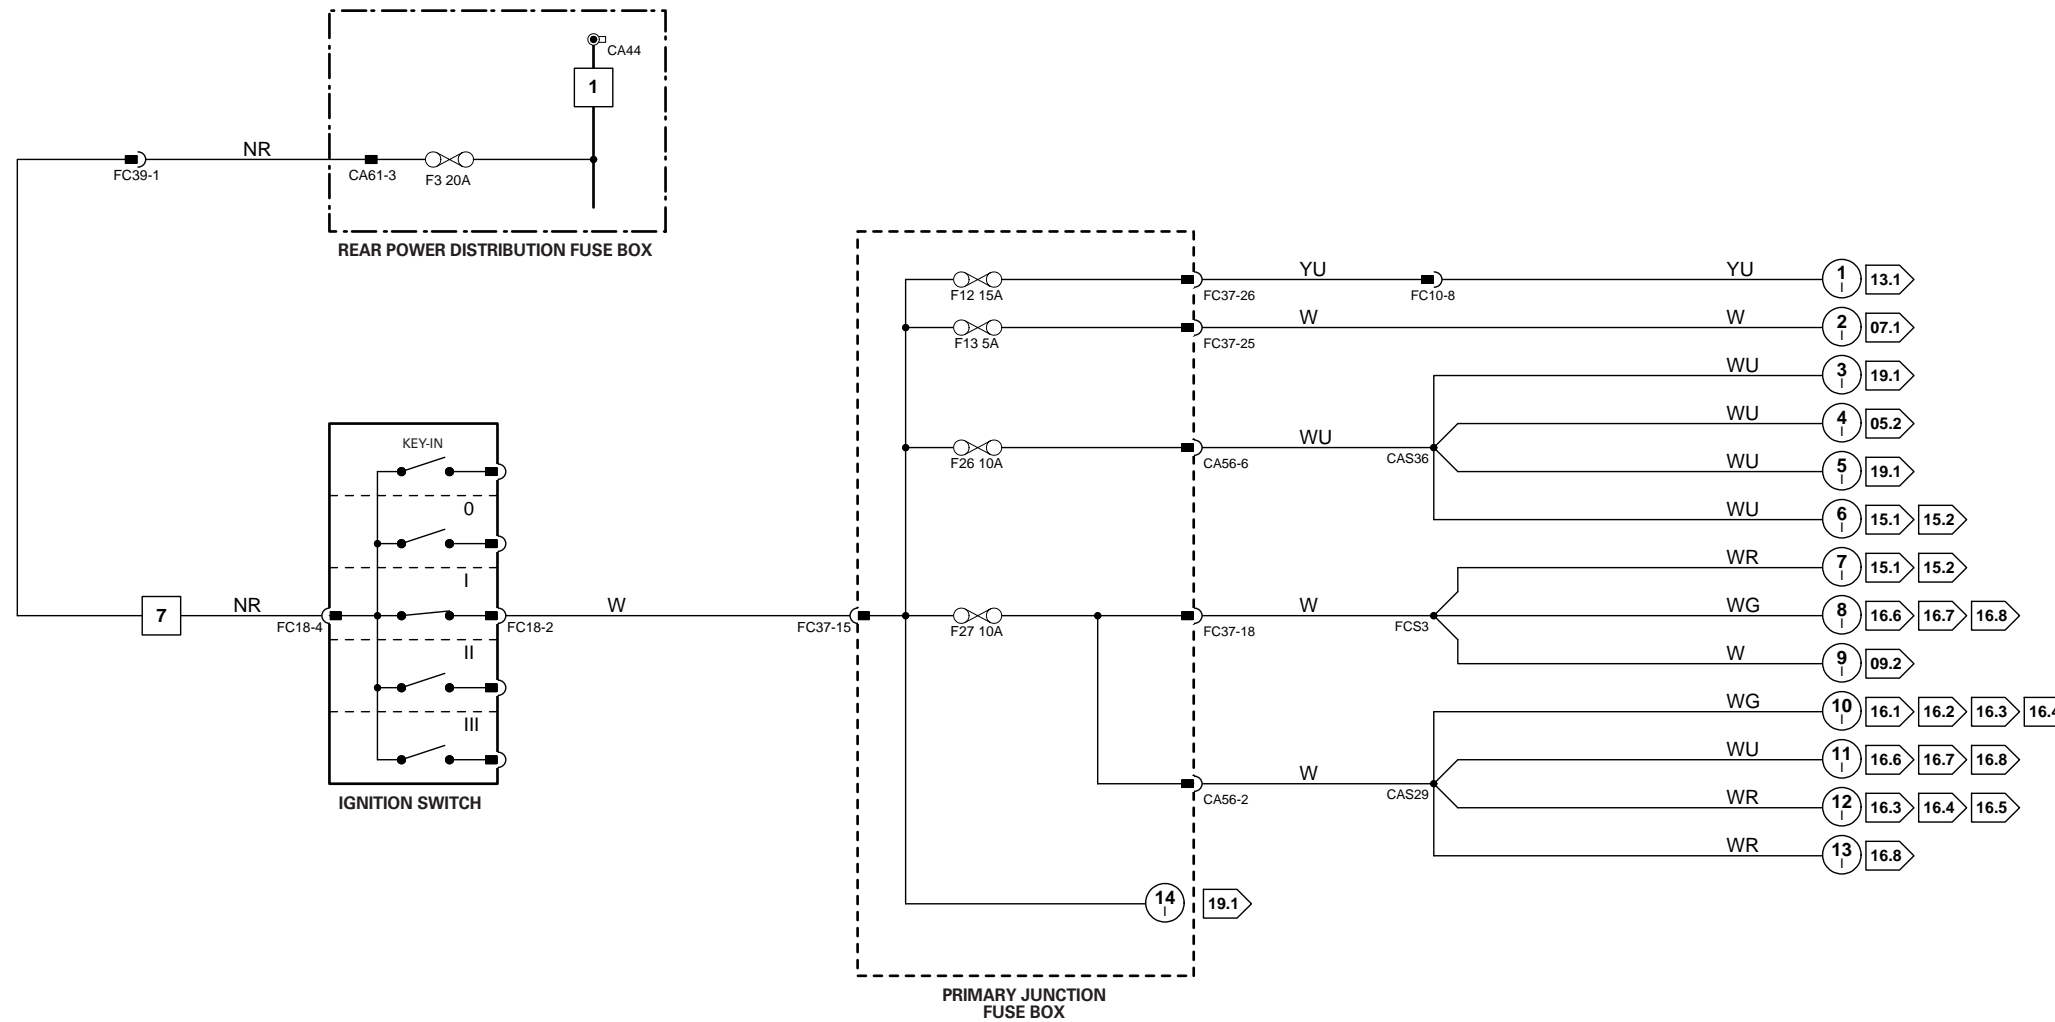 CA44
1
NR
FC39-1
CA61-3
F3 20A
REAR POWER DISTRIBUTION FUSE BOX
F12 15A
FC37-26
YU
FC10-8
YU
1
I
13.1
F13 5A
FC37-25
W
W
2
I
07.1
WU
3
I
19.1
WU
4
I
05.2
F26 10A
CA56-6
WU
CAS36
WU
5
I
19.1
WU
6
I
15.1
15.2
KEY-IN
0
I
II
III
7
NR
FC18-4
FC18-2
W
FC37-15
IGNITION SWITCH
F27 10A
FC37-18
W
FCS3
WR
7
I
15.1
15.2
WG
8
I
16.6
16.7
16.8
W
9
I
09.2
WG
10
I
16.1
16.2
16.3
16.4
CA56-2
W
CAS29
WU
11
I
16.6
16.7
16.8
WR
12
I
16.3
16.4
16.5
WR
13
I
16.8
14
I
19.1
PRIMARY JUNCTION
FUSE BOX